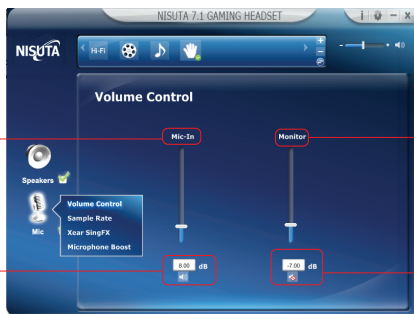 NISUTA 7.1 GAMING HEADSET
i - x
NISUTA
Hi-Fi
- +
Volume Control
Mic-In
Monitor
Speakers
Volume Control
Sample Rate
Xear SingFX
Microphone Boost
Mic
8.00 dB
-7.00 dB